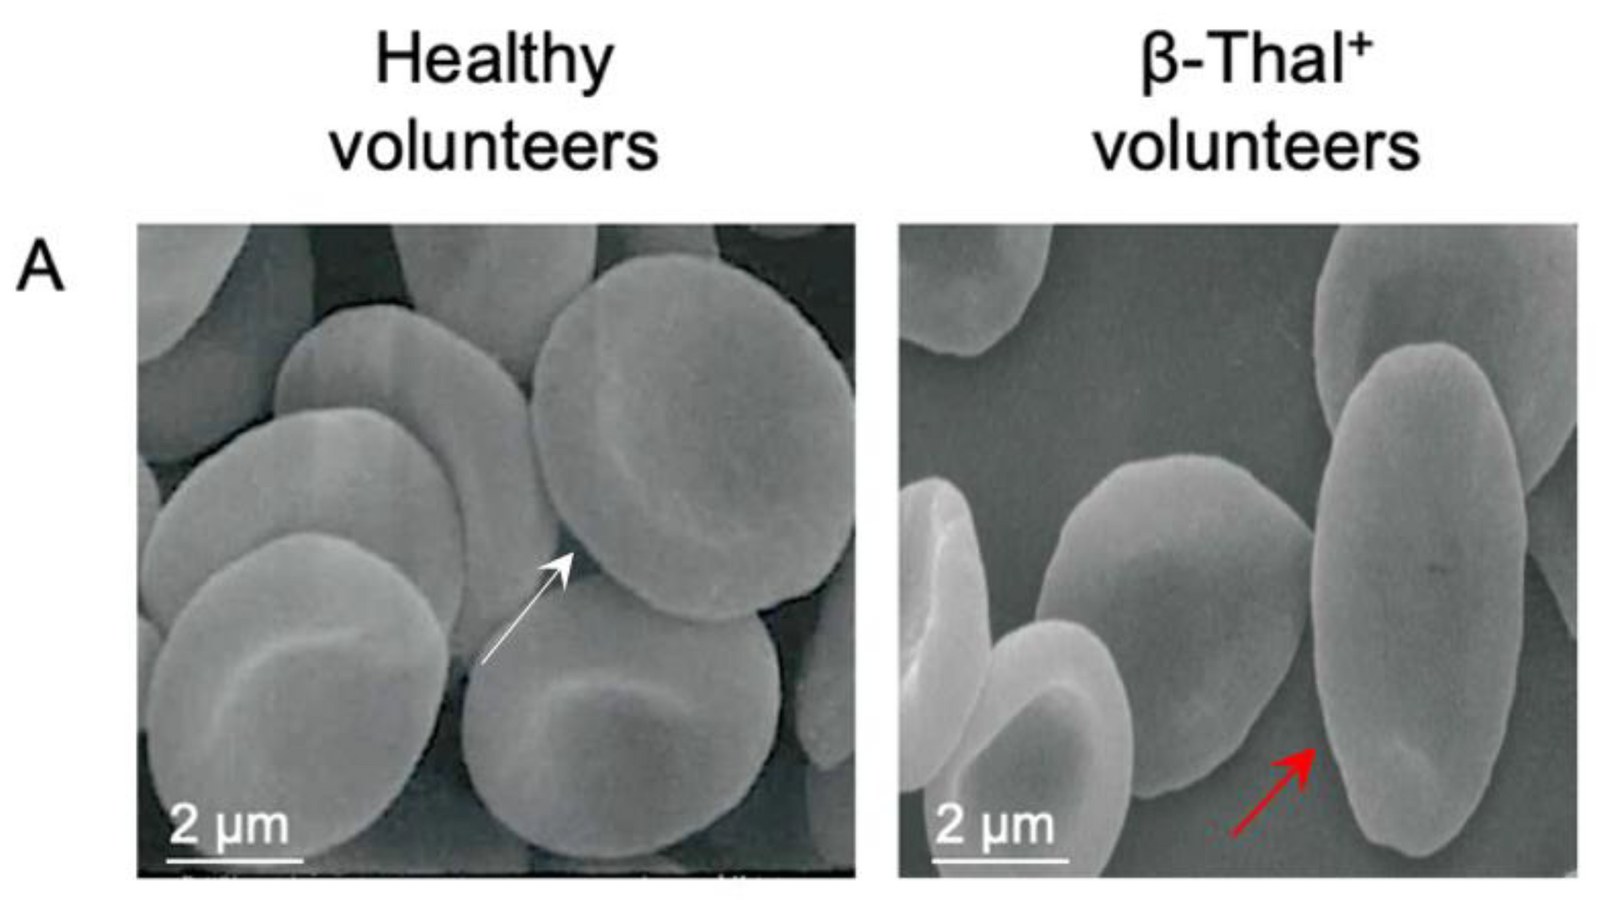 Healthy
volunteers
β-Thal⁺
volunteers
A
2 μm
2 μm